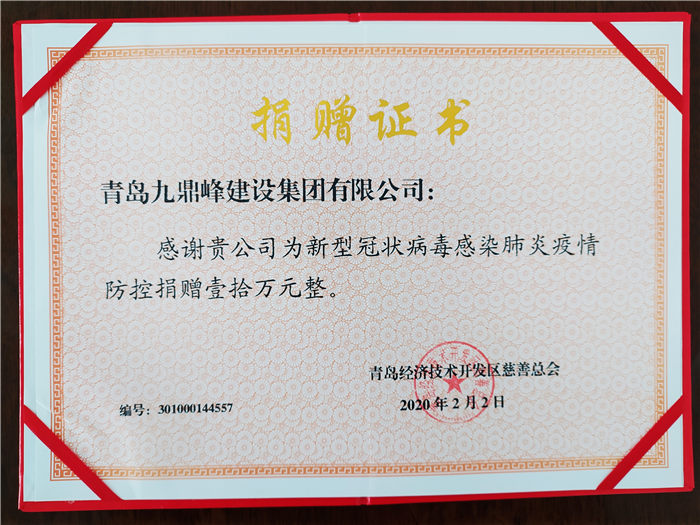 捐赠证书
青岛九鼎峰建设集团有限公司：
感谢贵公司为新型冠状病毒感染肺炎疫情
防控捐赠壹拾万元整。
青岛经济技术开发区慈善总会
编号：301000144557
2020年2月2日